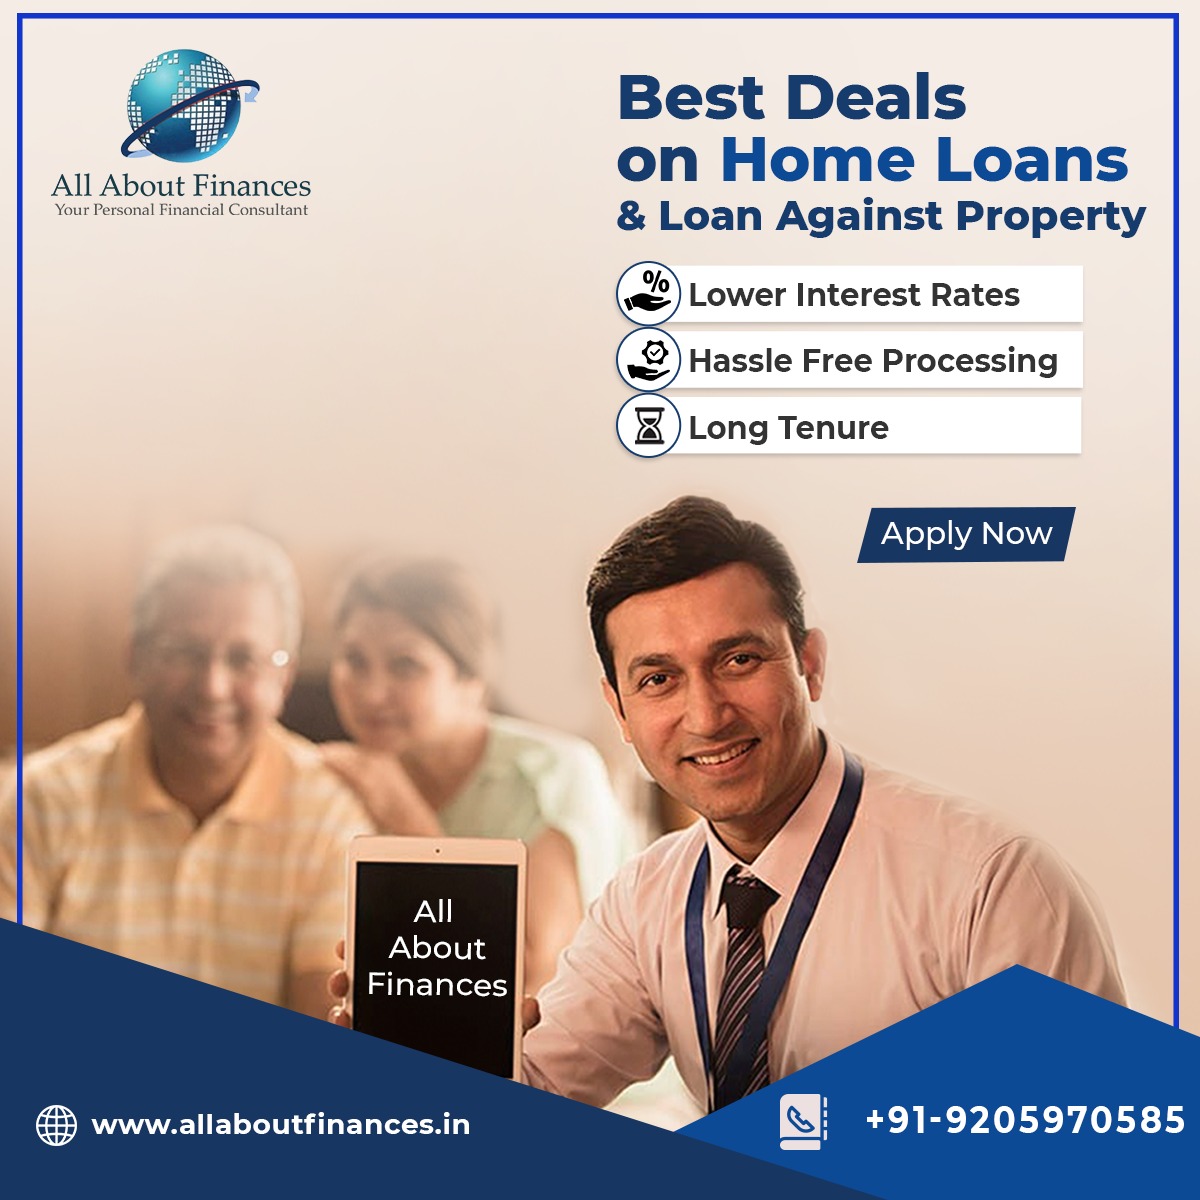 All About Finances
Your Personal Financial Consultant
Best Deals
on Home Loans
& Loan Against Property
%
Lower Interest Rates
Hassle Free Processing
Long Tenure
Apply Now
All
About
Finances
www.allaboutfinances.in
+91-9205970585